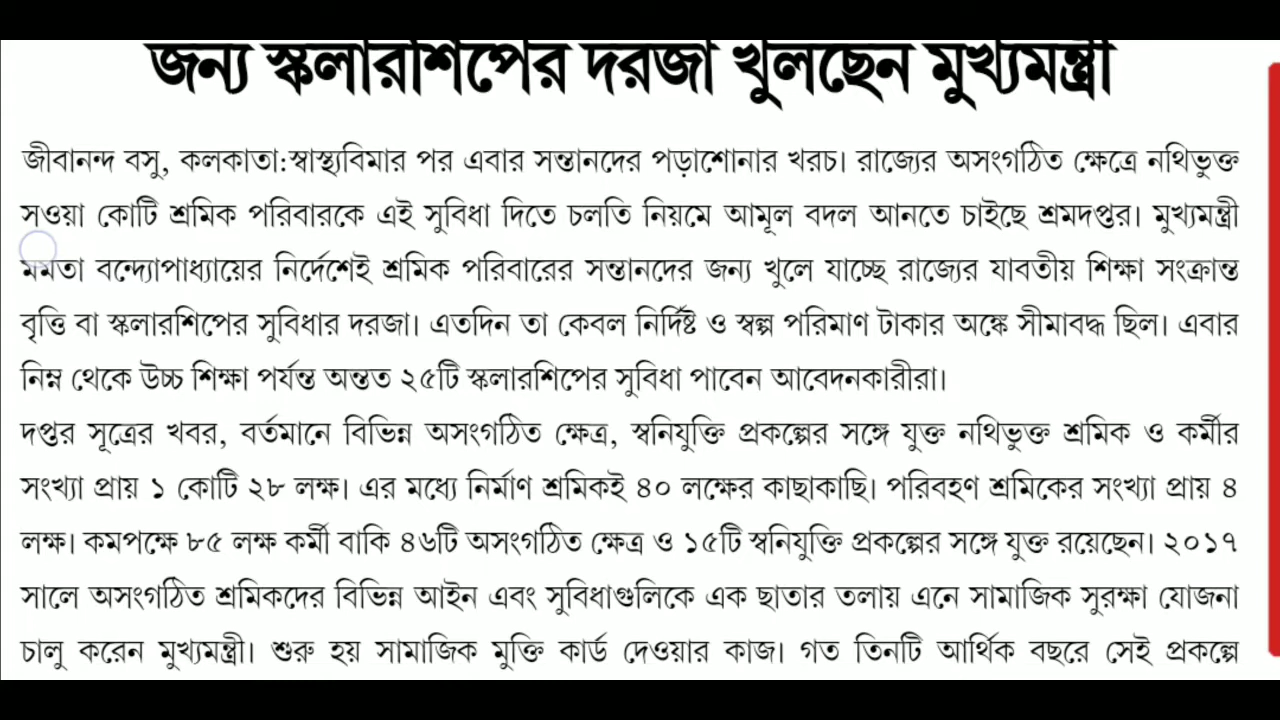 জন্য স্কলারশিপের দরজা খুলছেন মুখ্যমন্ত্রী
জীবানন্দ বসু, কলকাতা:স্বাস্থ্যবিমার পর এবার সন্তানদের পড়াশোনার খরচ। রাজ্যের অসংগঠিত ক্ষেত্রে নথিভুক্ত
সওয়া কোটি শ্রমিক পরিবারকে এই সুবিধা দিতে চলতি নিয়মে আমূল বদল আনতে চাইছে শ্রমদপ্তর। মুখ্যমন্ত্রী
মমতা বন্দ্যোপাধ্যায়ের নির্দেশেই শ্রমিক পরিবারের সন্তানদের জন্য খুলে যাচ্ছে রাজ্যের যাবতীয় শিক্ষা সংক্রান্ত
বৃত্তি বা স্কলারশিপের সুবিধার দরজা। এতদিন তা কেবল নির্দিষ্ট ও স্বল্প পরিমাণ টাকার অঙ্কে সীমাবদ্ধ ছিল। এবার
নিম্ন থেকে উচ্চ শিক্ষা পর্যন্ত অন্তত ২৫টি স্কলারশিপের সুবিধা পাবেন আবেদনকারীরা।
দপ্তর সূত্রের খবর, বর্তমানে বিভিন্ন অসংগঠিত ক্ষেত্র, স্বনিযুক্তি প্রকল্পের সঙ্গে যুক্ত নথিভুক্ত শ্রমিক ও কর্মীর
সংখ্যা প্রায় ১ কোটি ২৮ লক্ষ। এর মধ্যে নির্মাণ শ্রমিকই ৪০ লক্ষের কাছাকাছি। পরিবহণ শ্রমিকের সংখ্যা প্রায় ৪
লক্ষ। কমপক্ষে ৮৫ লক্ষ কর্মী বাকি ৪৬টি অসংগঠিত ক্ষেত্র ও ১৫টি স্বনিযুক্তি প্রকল্পের সঙ্গে যুক্ত রয়েছেন। ২০১৭
সালে অসংগঠিত শ্রমিকদের বিভিন্ন আইন এবং সুবিধাগুলিকে এক ছাতার তলায় এনে সামাজিক সুরক্ষা যোজনা
চালু করেন মুখ্যমন্ত্রী। শুরু হয় সামাজিক মুক্তি কার্ড দেওয়ার কাজ। গত তিনটি আর্থিক বছরে সেই প্রকল্পে